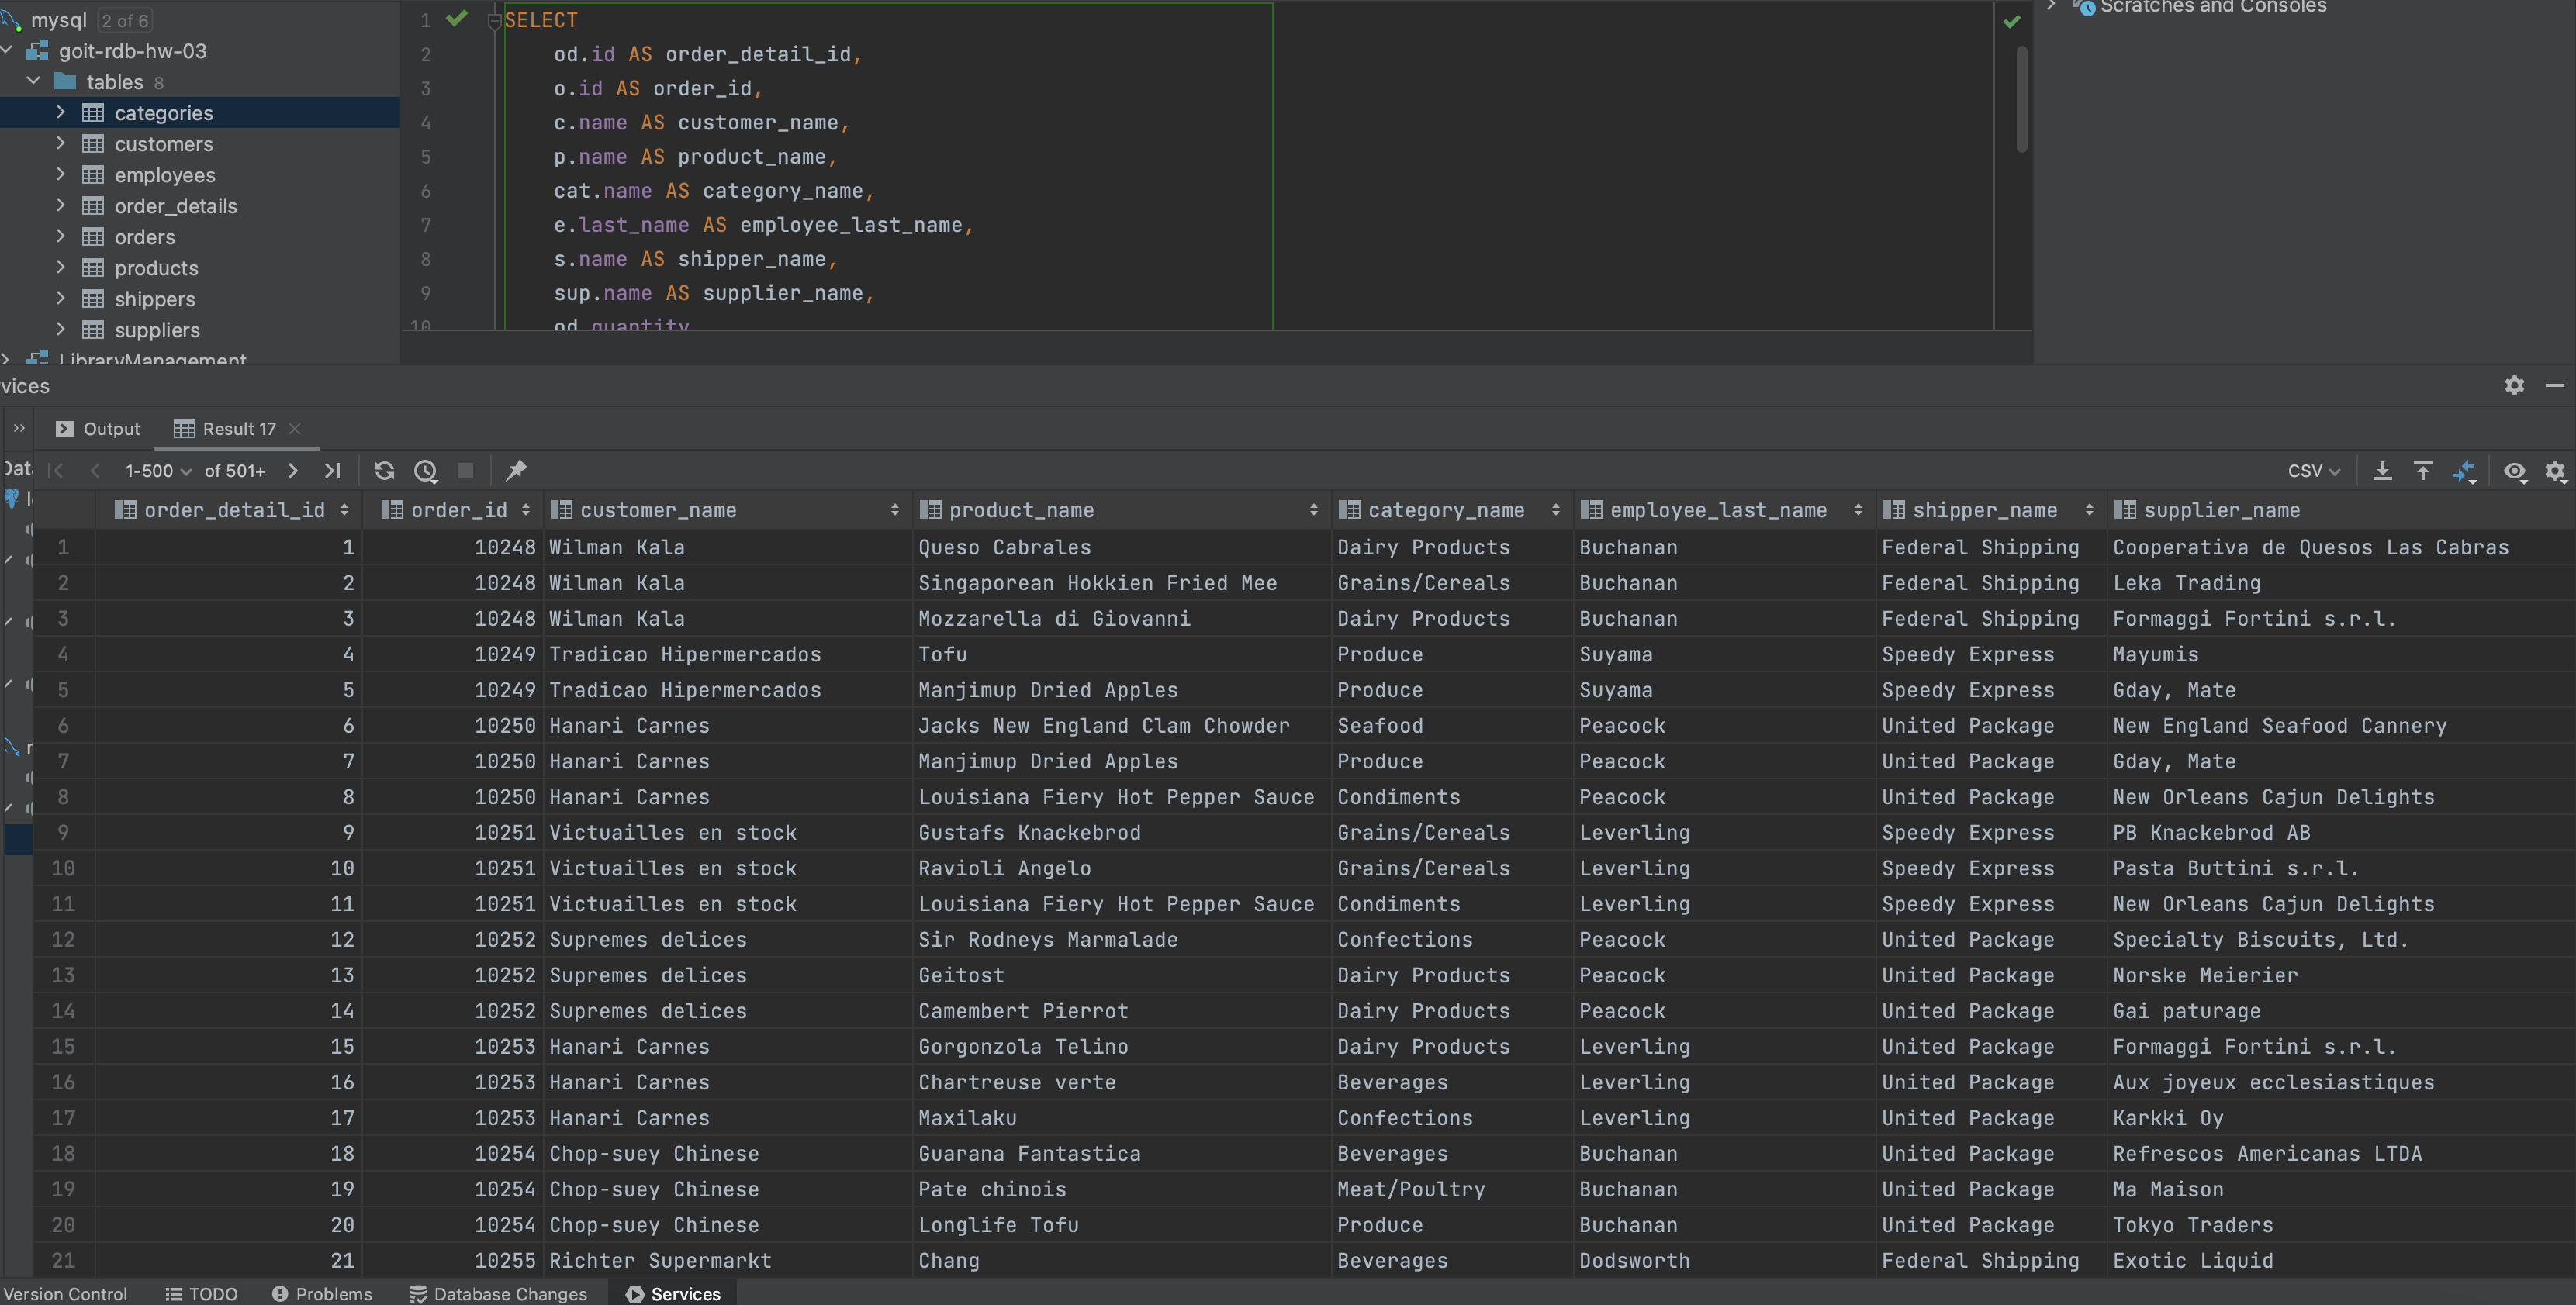 mysql 2 of 6
goit-rdb-hw-03
tables 8
categories
customers
employees
order_details
orders
products
shippers
suppliers
LibraryManagement
1 SELECT
2 od.id AS order_detail_id,
3 o.id AS order_id,
4 c.name AS customer_name,
5 p.name AS product_name,
6 cat.name AS category_name,
7 e.last_name AS employee_last_name,
8 s.name AS shipper_name,
9 sup.name AS supplier_name,
10 od.quantity
Scratches and Consoles
vices
Output Result 17
Dat
1-500 of 501+ CSV
order_detail_id order_id customer_name product_name category_name employee_last_name shipper_name supplier_name
1 1 10248 Wilman Kala Queso Cabrales Dairy Products Buchanan Federal Shipping Cooperativa de Quesos Las Cabras
2 2 10248 Wilman Kala Singaporean Hokkien Fried Mee Grains/Cereals Buchanan Federal Shipping Leka Trading
3 3 10248 Wilman Kala Mozzarella di Giovanni Dairy Products Buchanan Federal Shipping Formaggi Fortini s.r.l.
4 4 10249 Tradicao Hipermercados Tofu Produce Suyama Speedy Express Mayumis
5 5 10249 Tradicao Hipermercados Manjimup Dried Apples Produce Suyama Speedy Express Gday, Mate
6 6 10250 Hanari Carnes Jacks New England Clam Chowder Seafood Peacock United Package New England Seafood Cannery
7 7 10250 Hanari Carnes Manjimup Dried Apples Produce Peacock United Package Gday, Mate
8 8 10250 Hanari Carnes Louisiana Fiery Hot Pepper Sauce Condiments Peacock United Package New Orleans Cajun Delights
9 9 10251 Victuailles en stock Gustafs Knackebrod Grains/Cereals Leverling Speedy Express PB Knackebrod AB
10 10 10251 Victuailles en stock Ravioli Angelo Grains/Cereals Leverling Speedy Express Pasta Buttini s.r.l.
11 11 10251 Victuailles en stock Louisiana Fiery Hot Pepper Sauce Condiments Leverling Speedy Express New Orleans Cajun Delights
12 12 10252 Supremes delices Sir Rodneys Marmalade Confections Peacock United Package Specialty Biscuits, Ltd.
13 13 10252 Supremes delices Geitost Dairy Products Peacock United Package Norske Meierier
14 14 10252 Supremes delices Camembert Pierrot Dairy Products Peacock United Package Gai paturage
15 15 10253 Hanari Carnes Gorgonzola Telino Dairy Products Leverling United Package Formaggi Fortini s.r.l.
16 16 10253 Hanari Carnes Chartreuse verte Beverages Leverling United Package Aux joyeux ecclesiastiques
17 17 10253 Hanari Carnes Maxilaku Confections Leverling United Package Karkki Oy
18 18 10254 Chop-suey Chinese Guarana Fantastica Beverages Buchanan United Package Refrescos Americanas LTDA
19 19 10254 Chop-suey Chinese Pate chinois Meat/Poultry Buchanan United Package Ma Maison
20 20 10254 Chop-suey Chinese Longlife Tofu Produce Buchanan United Package Tokyo Traders
21 21 10255 Richter Supermarkt Chang Beverages Dodsworth Federal Shipping Exotic Liquid
Version Control TODO Problems Database Changes Services